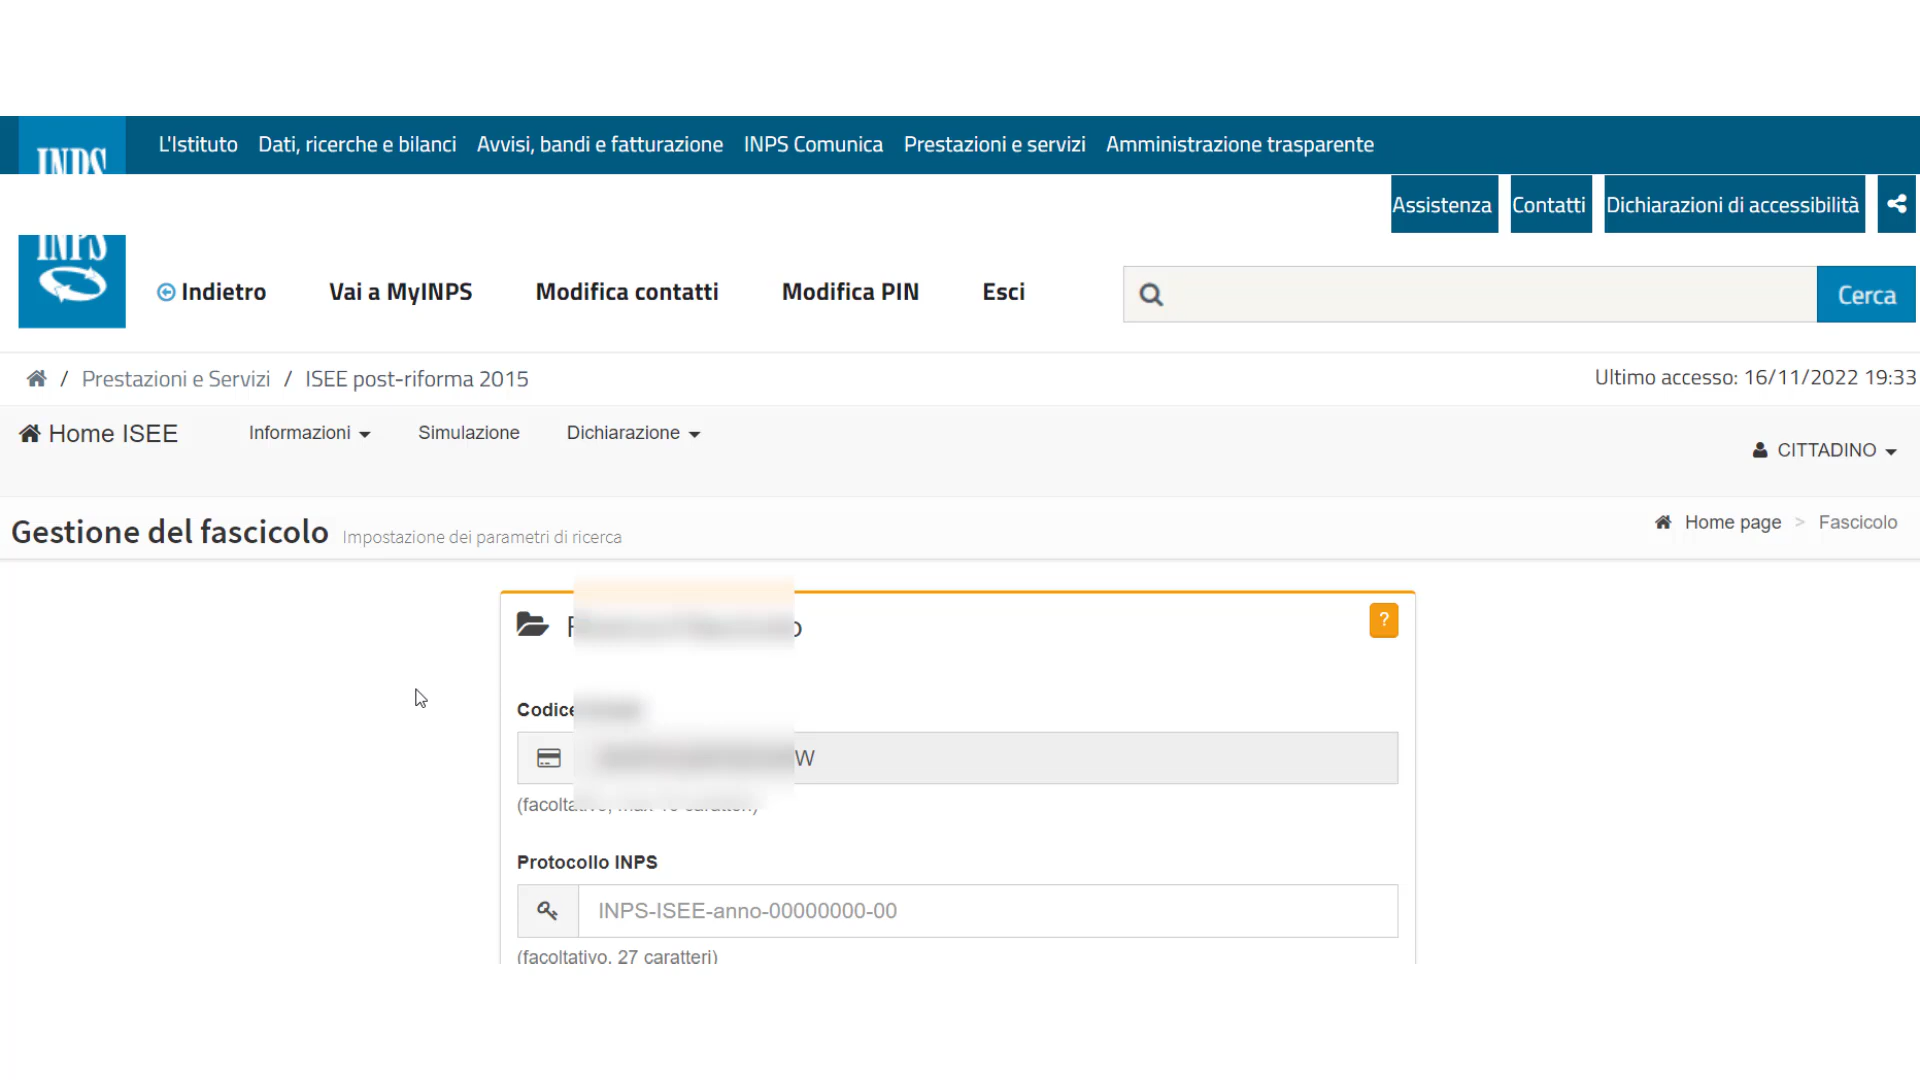 L'Istituto Dati, ricerche e bilanci Avvisi, bandi e fatturazione INPS Comunica Prestazioni e servizi Amministrazione trasparente
INPS
Assistenza Contatti Dichiarazioni di accessibilità
INPS
Indietro Vai a MyINPS Modifica contatti Modifica PIN Esci Cerca
/ Prestazioni e Servizi / ISEE post-riforma 2015 Ultimo accesso: 16/11/2022 19:33
Home ISEE Informazioni Simulazione Dichiarazione
CITTADINO
Gestione del fascicolo Impostazione dei parametri di ricerca Home page > Fascicolo
?
Codice
W
Protocollo INPS
INPS-ISEE-anno-00000000-00
(facoltativo, 27 caratteri)